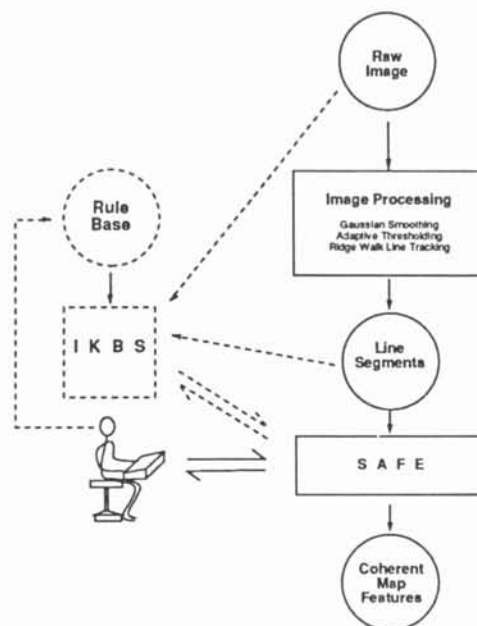 Raw
Image
Image Processing
Gaussian Smoothing
Adaptive Thresholding
Ridge Walk Line Tracking
Rule
Base
I K B S
Line
Segments
S A F E
Coherent
Map
Features